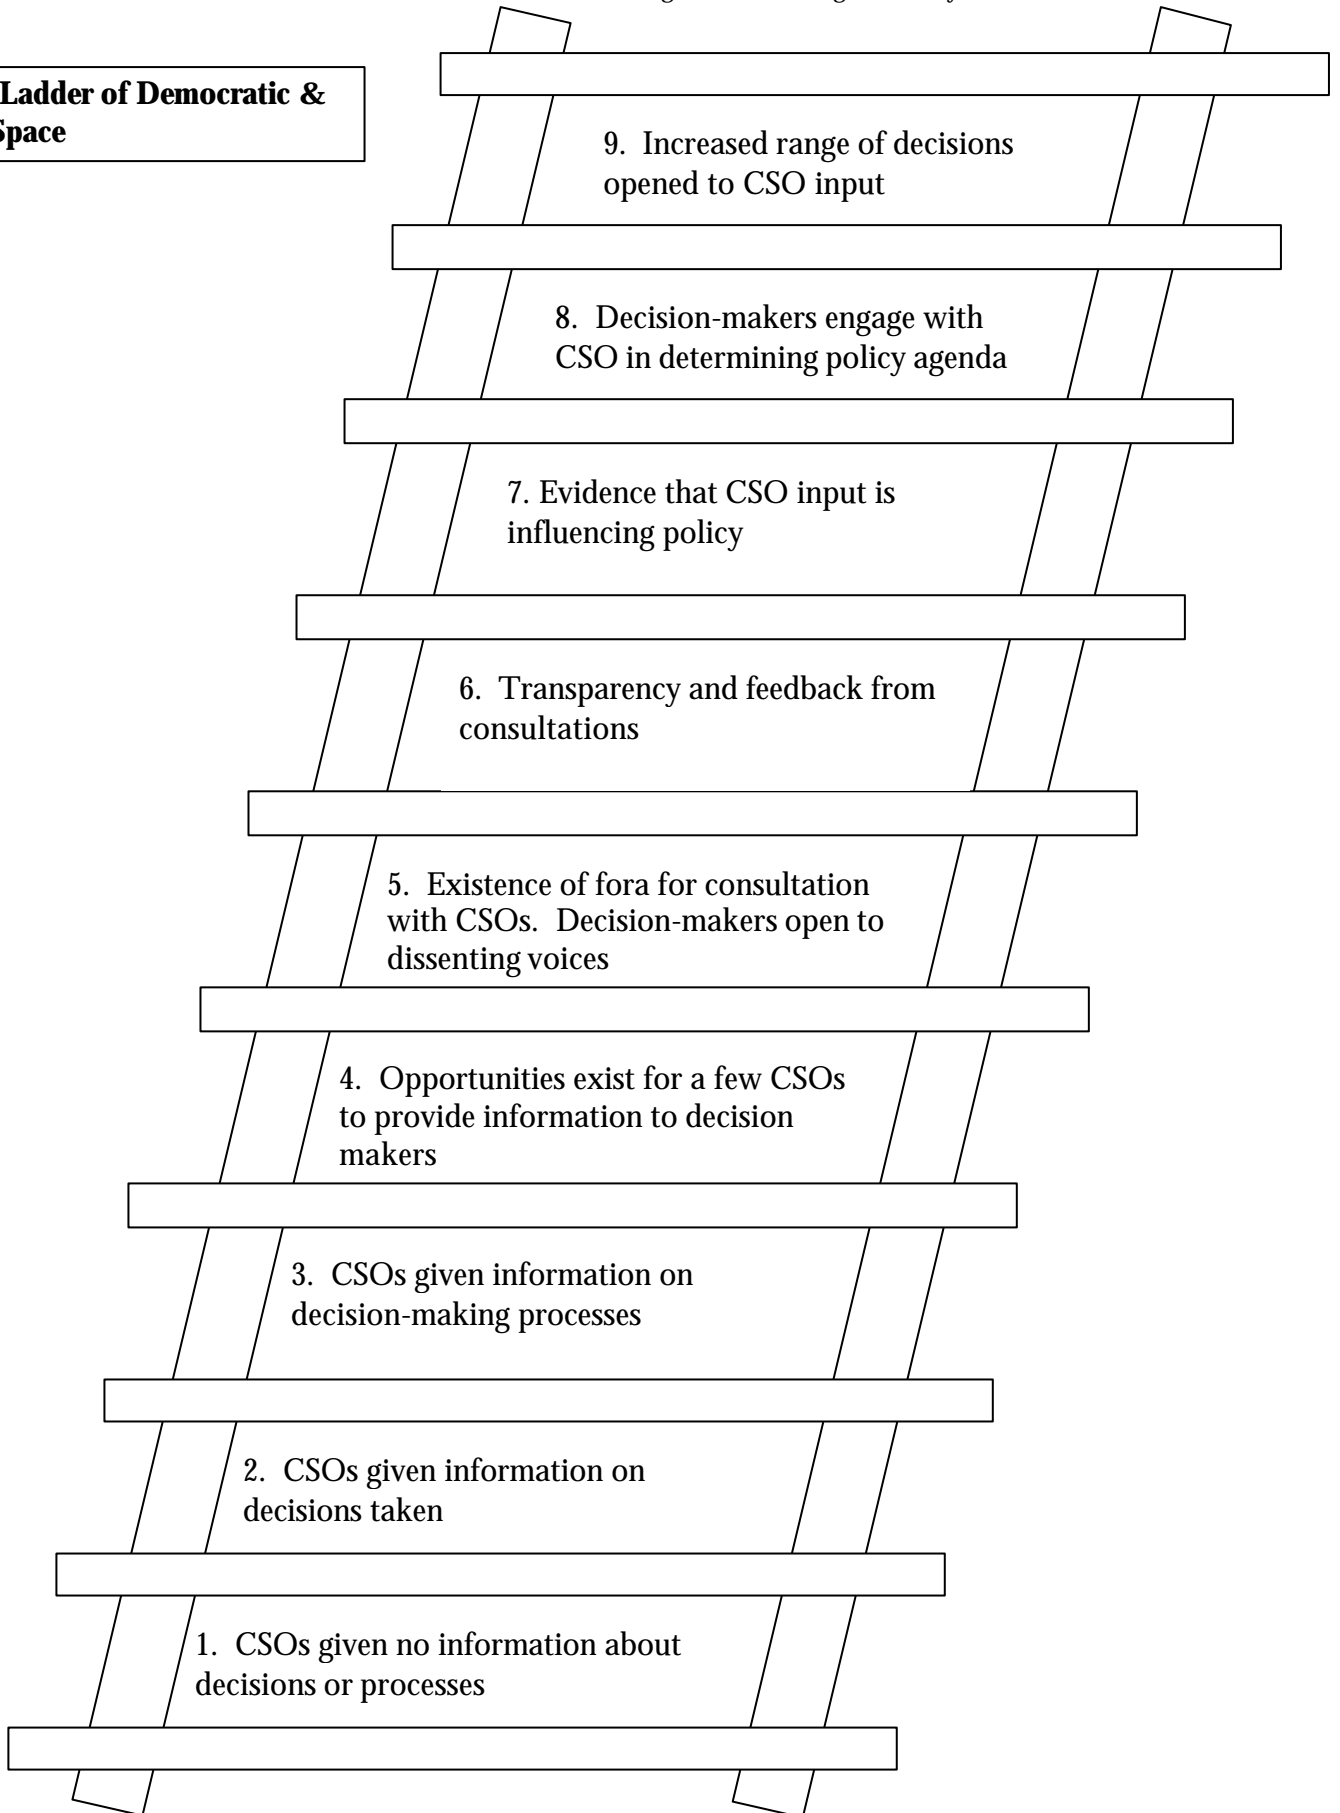 Ladder of Democratic &
Space
9. Increased range of decisions
opened to CSO input
8. Decision-makers engage with
CSO in determining policy agenda
7. Evidence that CSO input is
influencing policy
6. Transparency and feedback from
consultations
5. Existence of fora for consultation
with CSOs. Decision-makers open to
dissenting voices
4. Opportunities exist for a few CSOs
to provide information to decision
makers
3. CSOs given information on
decision-making processes
2. CSOs given information on
decisions taken
1. CSOs given no information about
decisions or processes